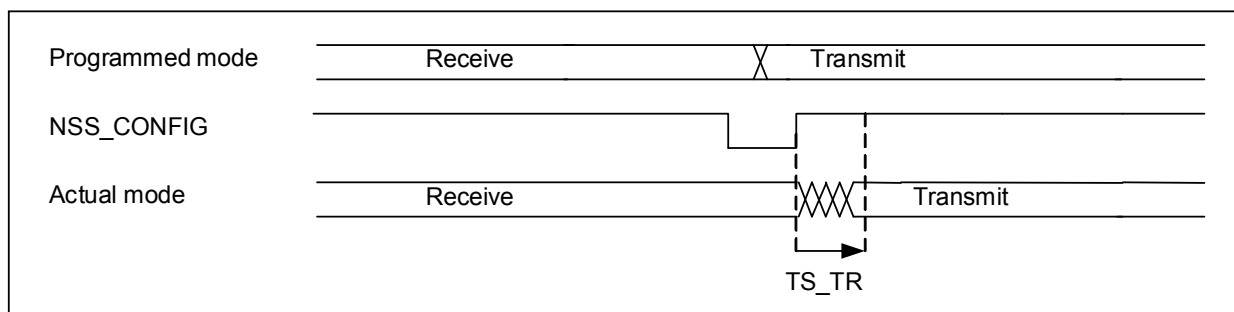 Programmed mode Receive Transmit
NSS_CONFIG
Actual mode Receive Transmit
TS_TR